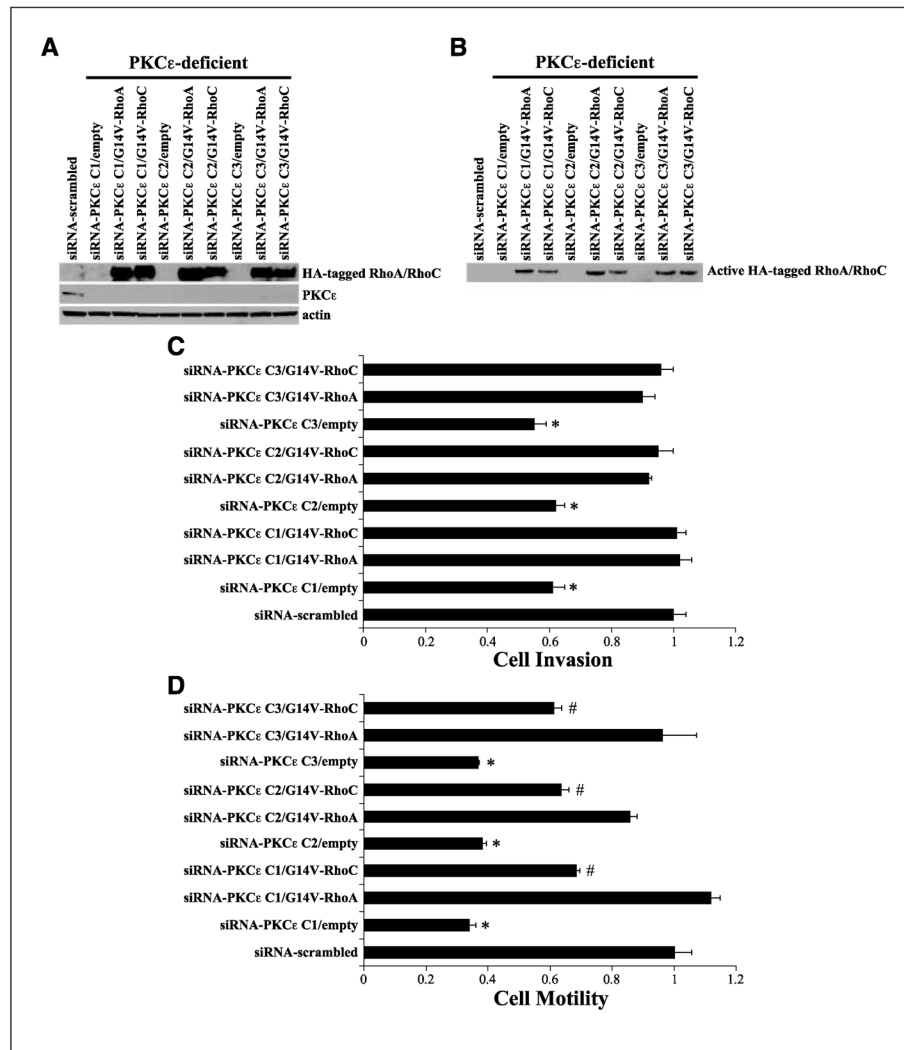 A
PKCε-deficient
siRNA-scrambled
siRNA-PKCε C1/empty
siRNA-PKCε C1/G14V-RhoA
siRNA-PKCε C1/G14V-RhoC
siRNA-PKCε C2/empty
siRNA-PKCε C2/G14V-RhoA
siRNA-PKCε C2/G14V-RhoC
siRNA-PKCε C3/empty
siRNA-PKCε C3/G14V-RhoA
siRNA-PKCε C3/G14V-RhoC
HA-tagged RhoA/RhoC
PKCε
actin
B
PKCε-deficient
siRNA-scrambled
siRNA-PKCε C1/empty
siRNA-PKCε C1/G14V-RhoA
siRNA-PKCε C1/G14V-RhoC
siRNA-PKCε C2/empty
siRNA-PKCε C2/G14V-RhoA
siRNA-PKCε C2/G14V-RhoC
siRNA-PKCε C3/empty
siRNA-PKCε C3/G14V-RhoA
siRNA-PKCε C3/G14V-RhoC
Active HA-tagged RhoA/RhoC
C
siRNA-PKCε C3/G14V-RhoC
siRNA-PKCε C3/G14V-RhoA
siRNA-PKCε C3/empty *
siRNA-PKCε C2/G14V-RhoC
siRNA-PKCε C2/G14V-RhoA
siRNA-PKCε C2/empty *
siRNA-PKCε C1/G14V-RhoC
siRNA-PKCε C1/G14V-RhoA
siRNA-PKCε C1/empty *
siRNA-scrambled
0 0.2 0.4 0.6 0.8 1 1.2
Cell Invasion
D
siRNA-PKCε C3/G14V-RhoC #
siRNA-PKCε C3/G14V-RhoA
siRNA-PKCε C3/empty *
siRNA-PKCε C2/G14V-RhoC #
siRNA-PKCε C2/G14V-RhoA
siRNA-PKCε C2/empty *
siRNA-PKCε C1/G14V-RhoC #
siRNA-PKCε C1/G14V-RhoA
siRNA-PKCε C1/empty *
siRNA-scrambled
0 0.2 0.4 0.6 0.8 1 1.2
Cell Motility